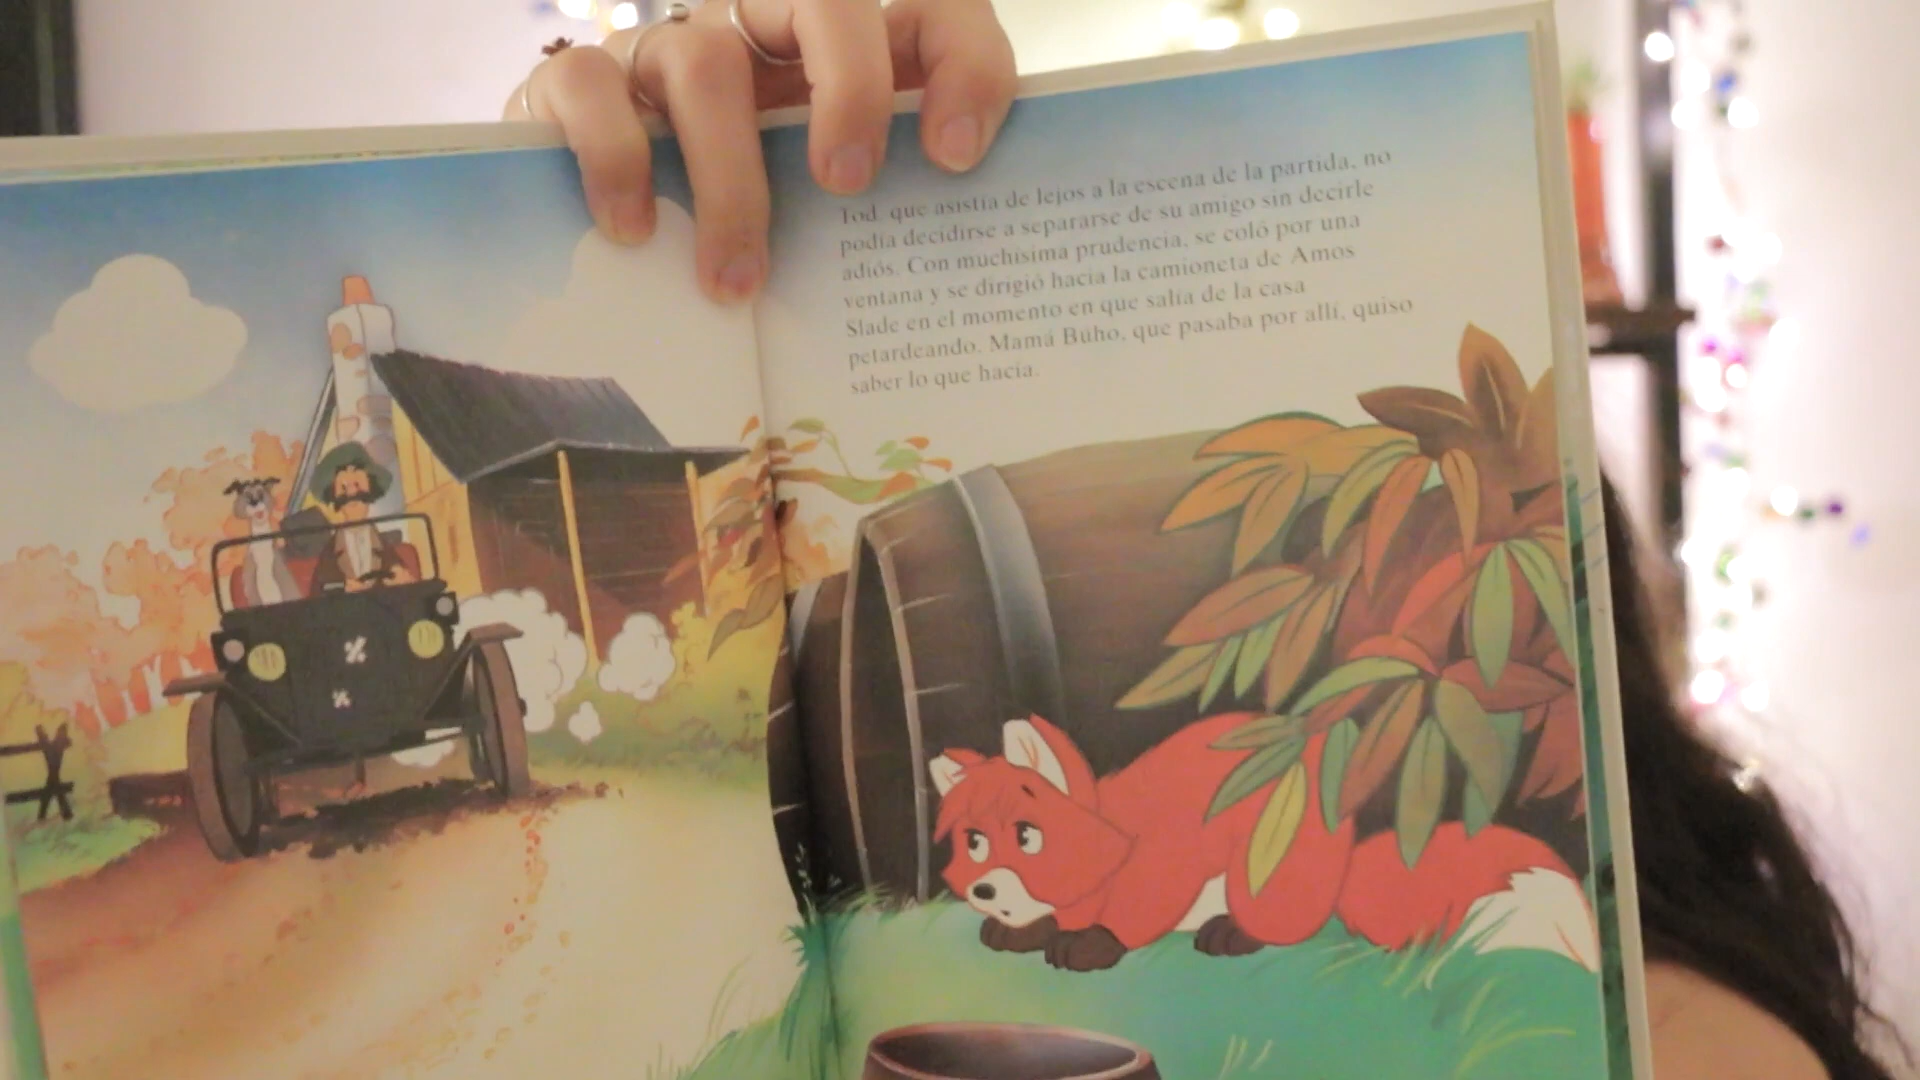 Tod, que asistía de lejos a la escena de la partida, no
podía decidirse a separarse de su amigo sin decirle
adiós. Con muchísima prudencia, se coló por una
ventana y se dirigió hacia la camioneta de Amos
Slade en el momento en que salía de la casa
petardeando. Mamá Búho, que pasaba por allí, quiso
saber lo que hacía.